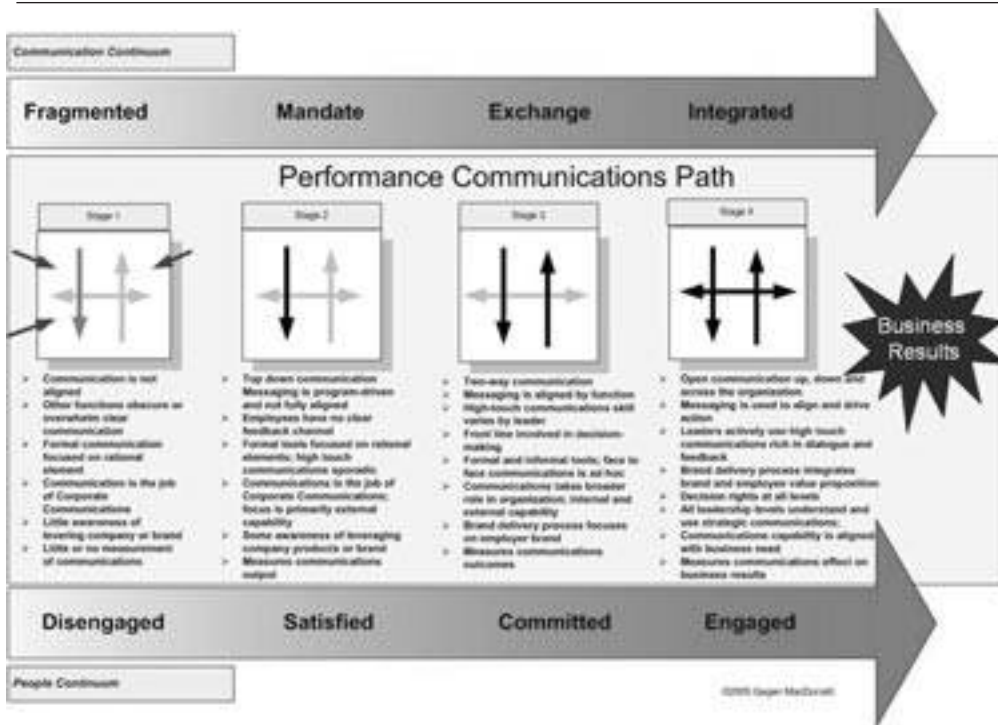 Communication Continuum
Fragmented Mandate Exchange Integrated
Performance Communications Path
Stage 1
➢ Communication is not
aligned
➢ Other functions obscure or
overwhelm clear
communication
➢ Formal communication
focused on rational
element
➢ Communication is the job
of Corporate
Communications
➢ Little awareness of
levering company or brand
➢ Little or no measurement
of communications
Stage 2
➢ Top down communication
Messaging is program-driven
and not fully aligned
➢ Employees have no clear
feedback channel
➢ Formal tools focused on rational
elements; high touch
communications sporadic
➢ Communications is the job of
Corporate Communications;
focus is primarily external
capability
➢ Some awareness of leveraging
company products or brand
➢ Measures communications
output
Stage 3
➢ Two-way communication
➢ Messaging is aligned by function
➢ High-touch communications skill
varies by leader
➢ Front line involved in decision-
making
➢ Formal and informal tools; face to
face communications is ad hoc
➢ Communications takes broader
role in organization; internal and
external capability
➢ Brand delivery process focuses
on employer brand
➢ Measures communications
outcomes
Stage 4
➢ Open communication up, down and
across the organization
➢ Messaging is used to align and drive
action
➢ Leaders actively use high touch
communications rich in dialogue and
feedback
➢ Brand delivery process integrates
brand and employee value proposition
➢ Decision rights at all levels
➢ All leadership levels understand and
use strategic communications;
➢ Communications capability is aligned
with business need
➢ Measures communications effect on
business results
Business
Results
Disengaged Satisfied Committed Engaged
People Continuum
Gagen MacDonald